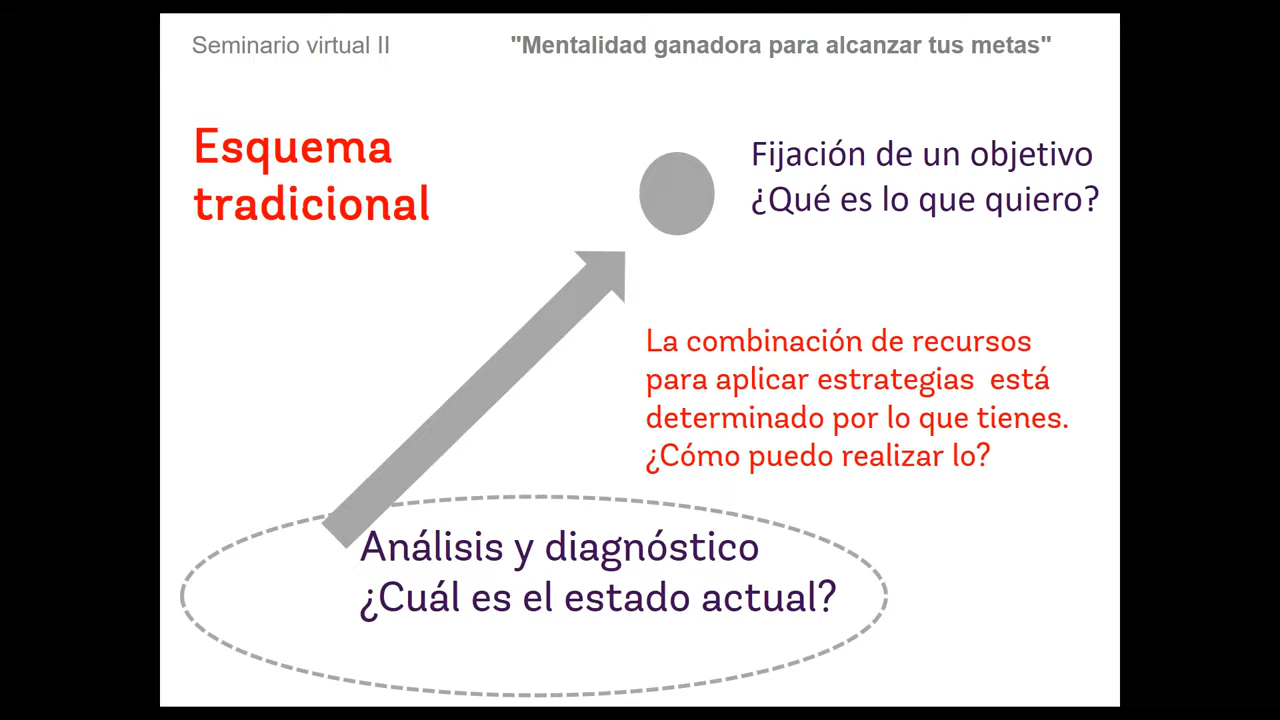 Seminario virtual II
"Mentalidad ganadora para alcanzar tus metas"
Esquema
tradicional
Fijación de un objetivo
¿Qué es lo que quiero?
La combinación de recursos
para aplicar estrategias está
determinado por lo que tienes.
¿Cómo puedo realizar lo?
Análisis y diagnóstico
¿Cuál es el estado actual?